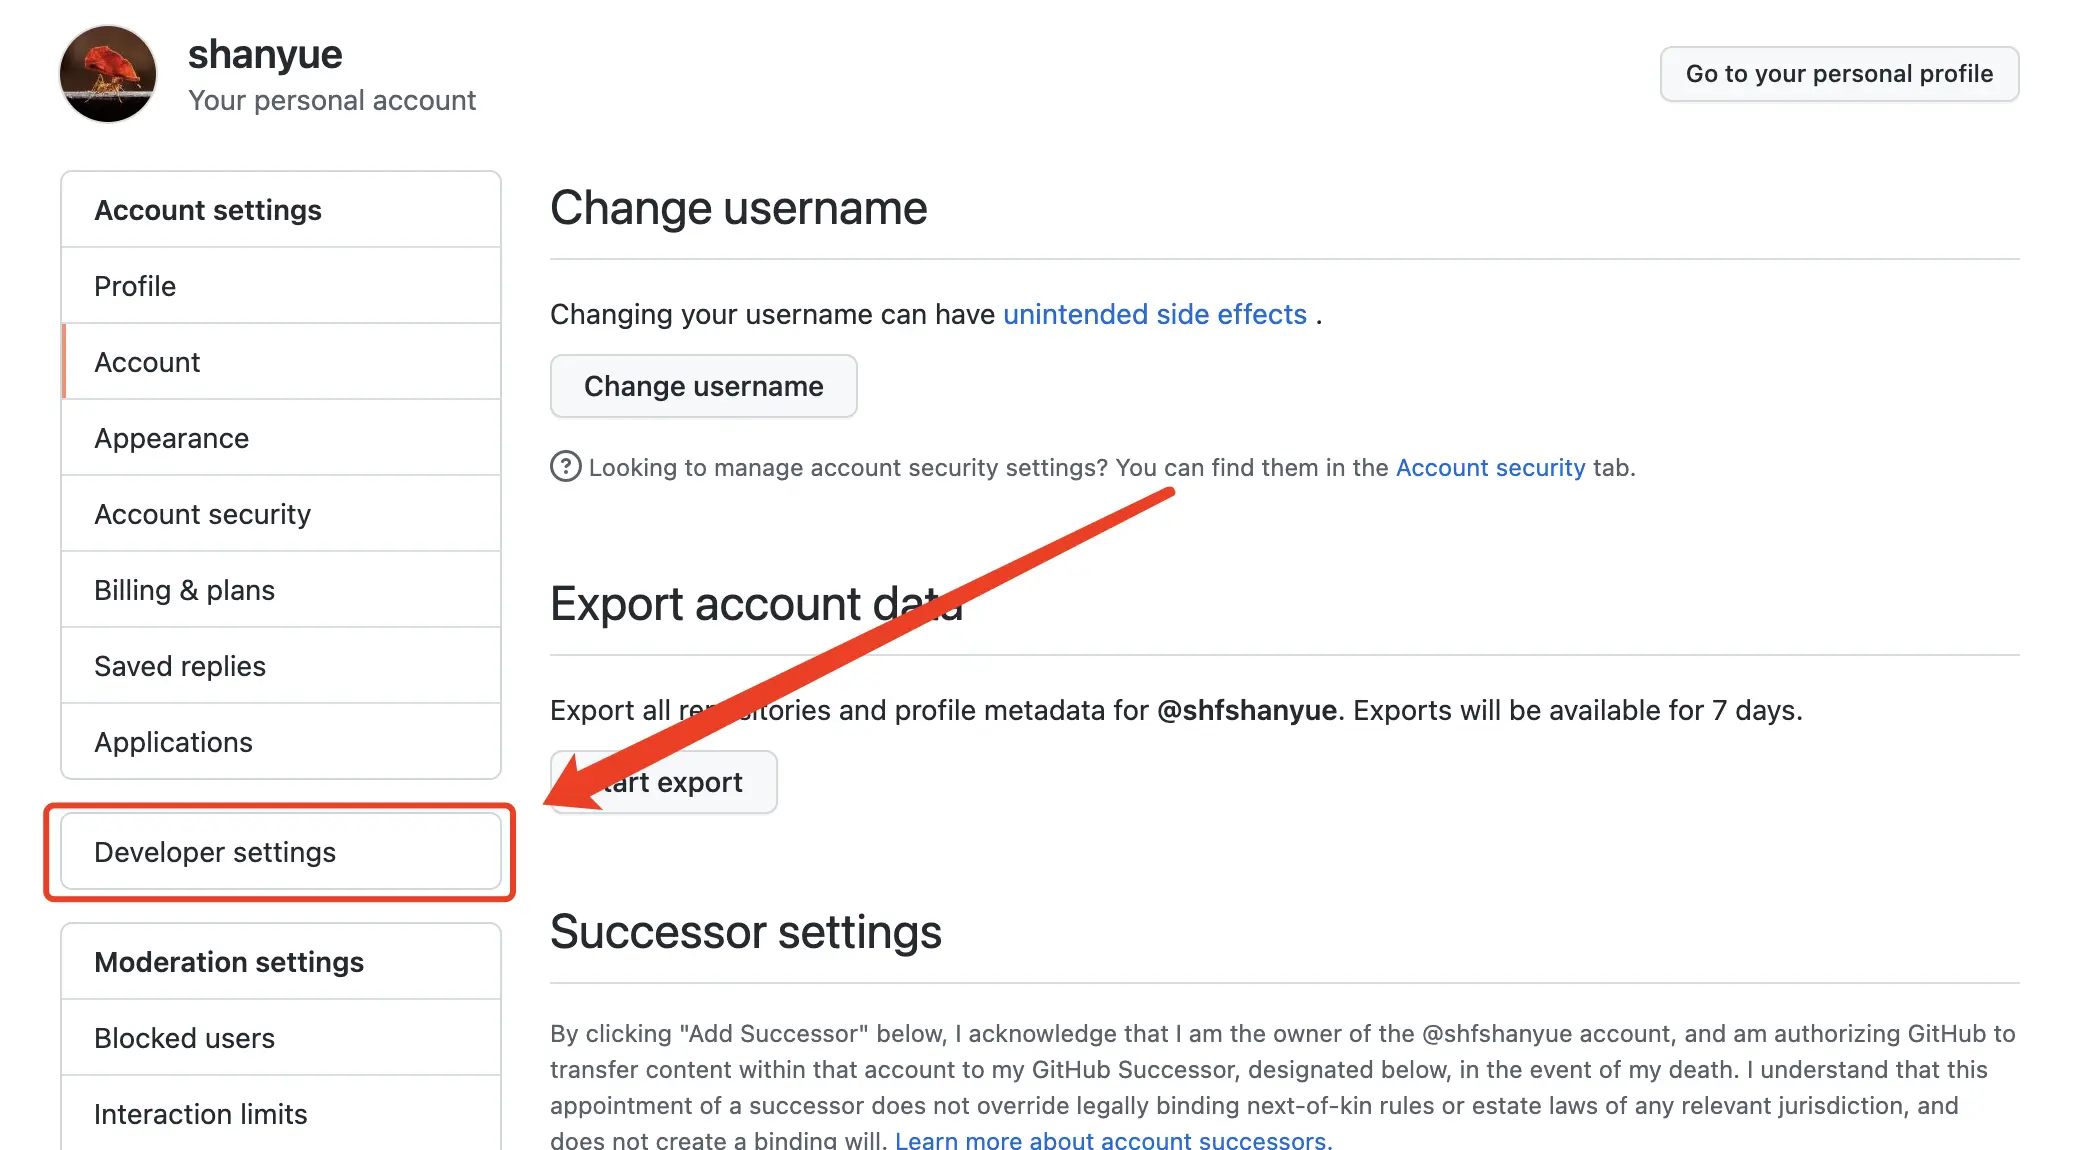 shanyue
Your personal account
Go to your personal profile
Account settings
Profile
Account
Appearance
Account security
Billing & plans
Saved replies
Applications
Developer settings
Moderation settings
Blocked users
Interaction limits
Change username
Changing your username can have unintended side effects .
Change username
? Looking to manage account security settings? You can find them in the Account security tab.
Export account data
Export all repositories and profile metadata for @shfshanyue. Exports will be available for 7 days.
Start export
Successor settings
By clicking "Add Successor" below, I acknowledge that I am the owner of the @shfshanyue account, and am authorizing GitHub to
transfer content within that account to my GitHub Successor, designated below, in the event of my death. I understand that this
appointment of a successor does not override legally binding next-of-kin rules or estate laws of any relevant jurisdiction, and
does not create a binding will. Learn more about account successors.